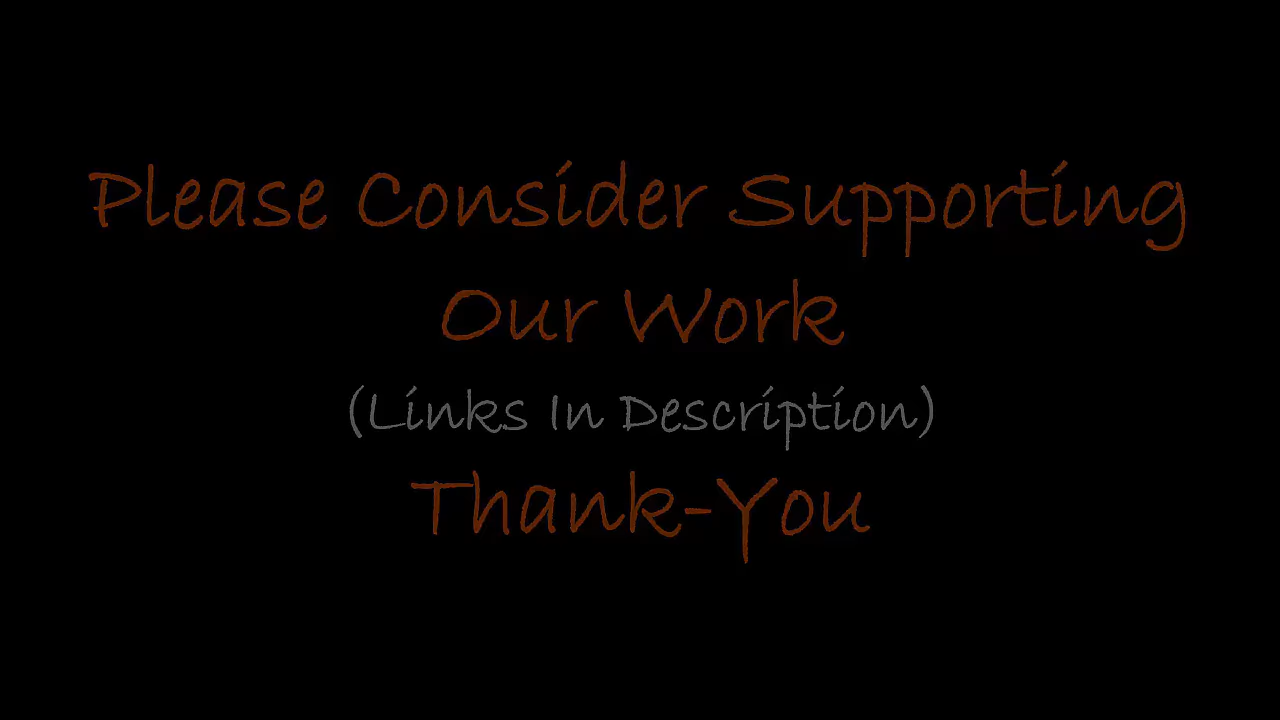 Please Consider Supporting
Our Work
(Links In Description)
Thank-You